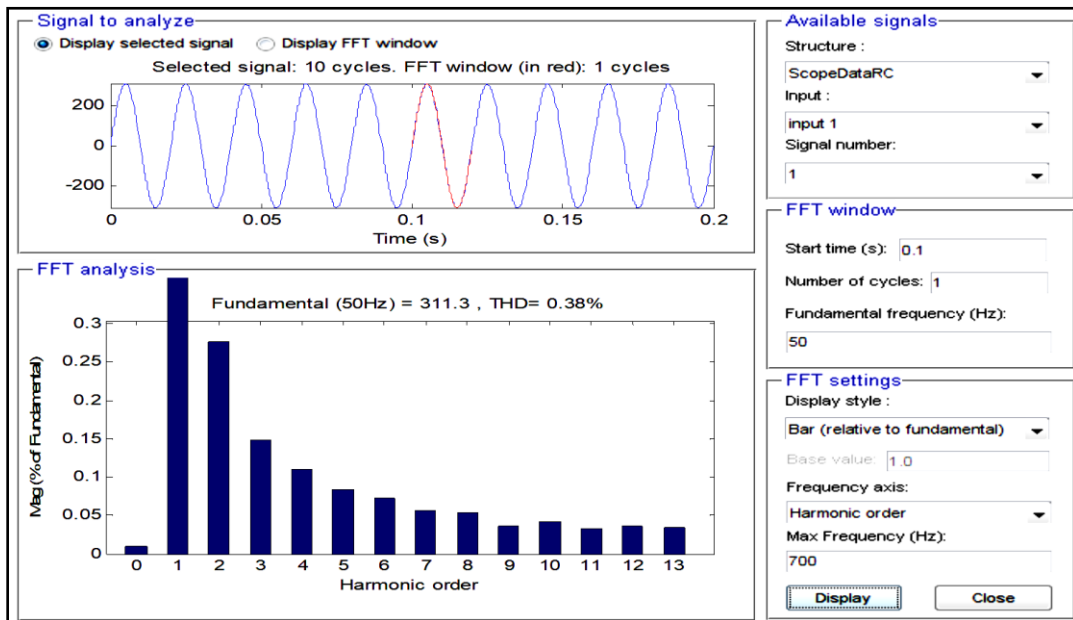 Signal to analyze
Display selected signal Display FFT window
Selected signal: 10 cycles. FFT window (in red): 1 cycles
200
0
-200
0 0.05 0.1 0.15 0.2
Time (s)
FFT analysis
Fundamental (50Hz) = 311.3 , THD= 0.38%
0.3
0.25
0.2
0.15
0.1
0.05
0
Mag (% of Fundamental)
0 1 2 3 4 5 6 7 8 9 10 11 12 13
Harmonic order
Available signals
Structure :
ScopeDataRC
Input :
input 1
Signal number:
1
FFT window
Start time (s): 0.1
Number of cycles: 1
Fundamental frequency (Hz):
50
FFT settings
Display style :
Bar (relative to fundamental)
Base value: 1.0
Frequency axis:
Harmonic order
Max Frequency (Hz):
700
Display Close